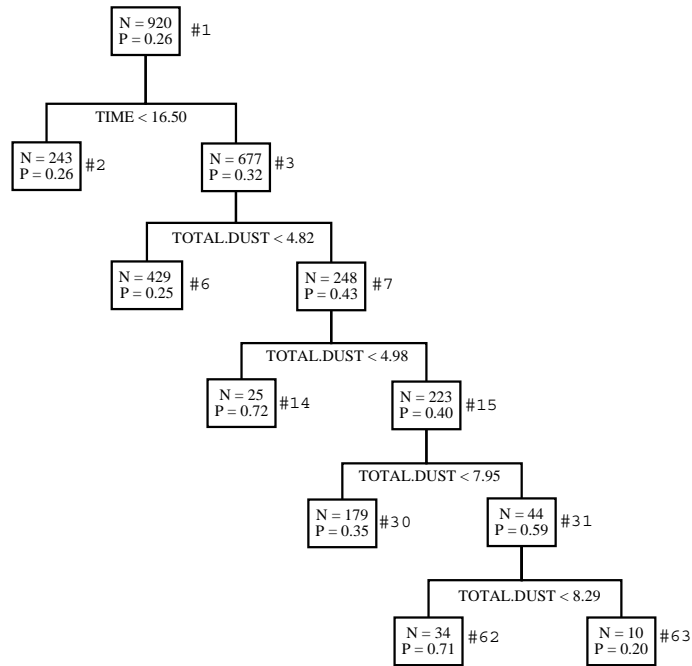 N = 920
P = 0.26
#1
TIME < 16.50
N = 243
P = 0.26
#2
N = 677
P = 0.32
#3
TOTAL.DUST < 4.82
N = 429
P = 0.25
#6
N = 248
P = 0.43
#7
TOTAL.DUST < 4.98
N = 25
P = 0.72
#14
N = 223
P = 0.40
#15
TOTAL.DUST < 7.95
N = 179
P = 0.35
#30
N = 44
P = 0.59
#31
TOTAL.DUST < 8.29
N = 34
P = 0.71
#62
N = 10
P = 0.20
#63